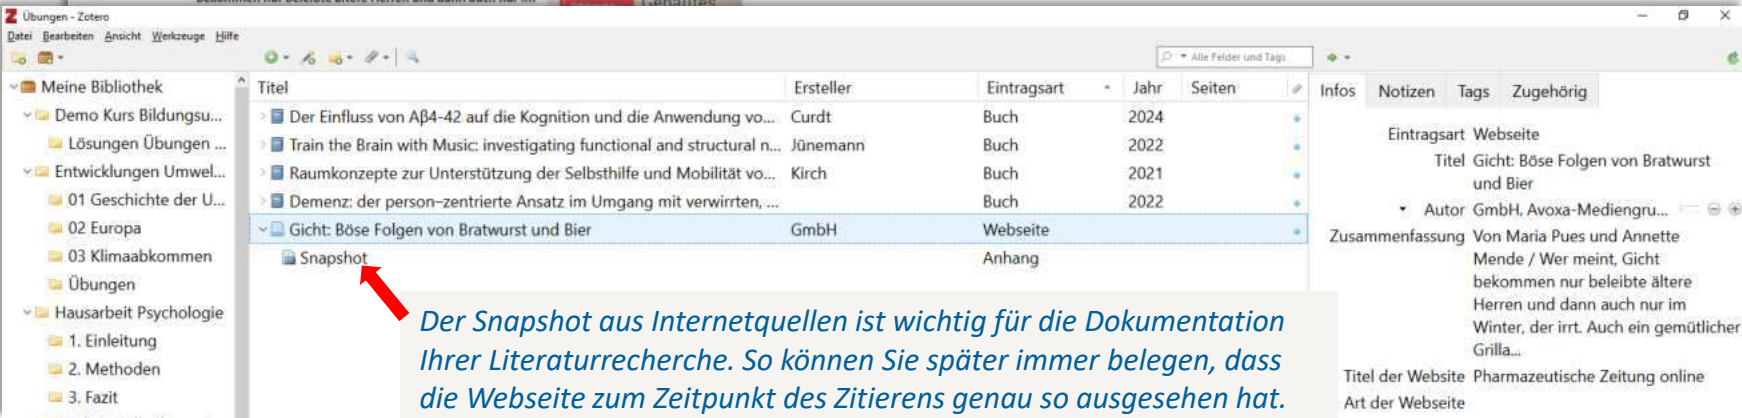 Übungen - Zotero
Datei Bearbeiten Ansicht Werkzeuge Hilfe
Alle Felder und Tags
Meine Bibliothek
Demo Kurs Bildungsu...
Lösungen Übungen ...
Entwicklungen Umwel...
01 Geschichte der U...
02 Europa
03 Klimaabkommen
Übungen
Hausarbeit Psychologie
1. Einleitung
2. Methoden
3. Fazit
Titel Ersteller Eintragsart Jahr Seiten
Der Einfluss von Aβ4-42 auf die Kognition und die Anwendung vo... Curdt Buch 2024
Train the Brain with Music: investigating functional and structural n... Jünemann Buch 2022
Raumkonzepte zur Unterstützung der Selbsthilfe und Mobilität vo... Kirch Buch 2021
Demenz: der person–zentrierte Ansatz im Umgang mit verwirrten, ... Buch 2022
Gicht: Böse Folgen von Bratwurst und Bier GmbH Webseite
Snapshot Anhang
Der Snapshot aus Internetquellen ist wichtig für die Dokumentation
Ihrer Literaturrecherche. So können Sie später immer belegen, dass
die Webseite zum Zeitpunkt des Zitierens genau so ausgesehen hat.
Infos Notizen Tags Zugehörig
Eintragsart Webseite
Titel Gicht: Böse Folgen von Bratwurst
und Bier
Autor GmbH, Avoxa-Mediengru...
Zusammenfassung Von Maria Pues und Annette
Mende / Wer meint, Gicht
bekommen nur beleibte ältere
Herren und dann auch nur im
Winter, der irrt. Auch ein gemütlicher
Grilla...
Titel der Website Pharmazeutische Zeitung online
Art der Webseite